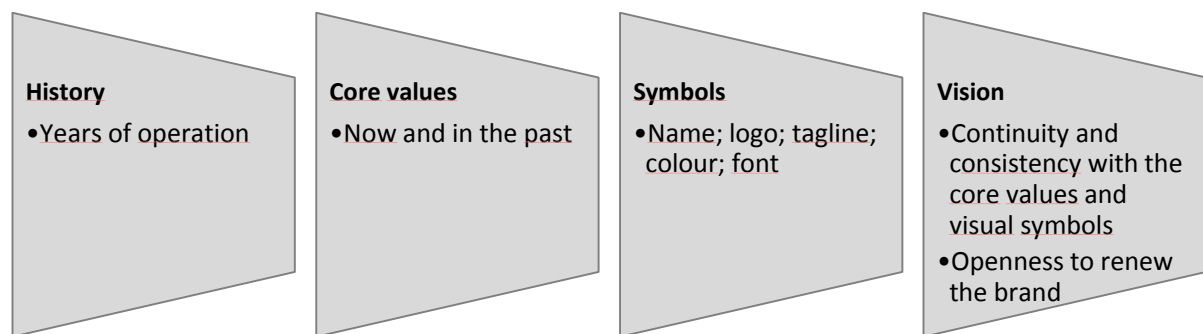 History
•Years of operation
Core values
•Now and in the past
Symbols
•Name; logo; tagline;
colour; font
Vision
•Continuity and
consistency with the
core values and
visual symbols
•Openness to renew
the brand